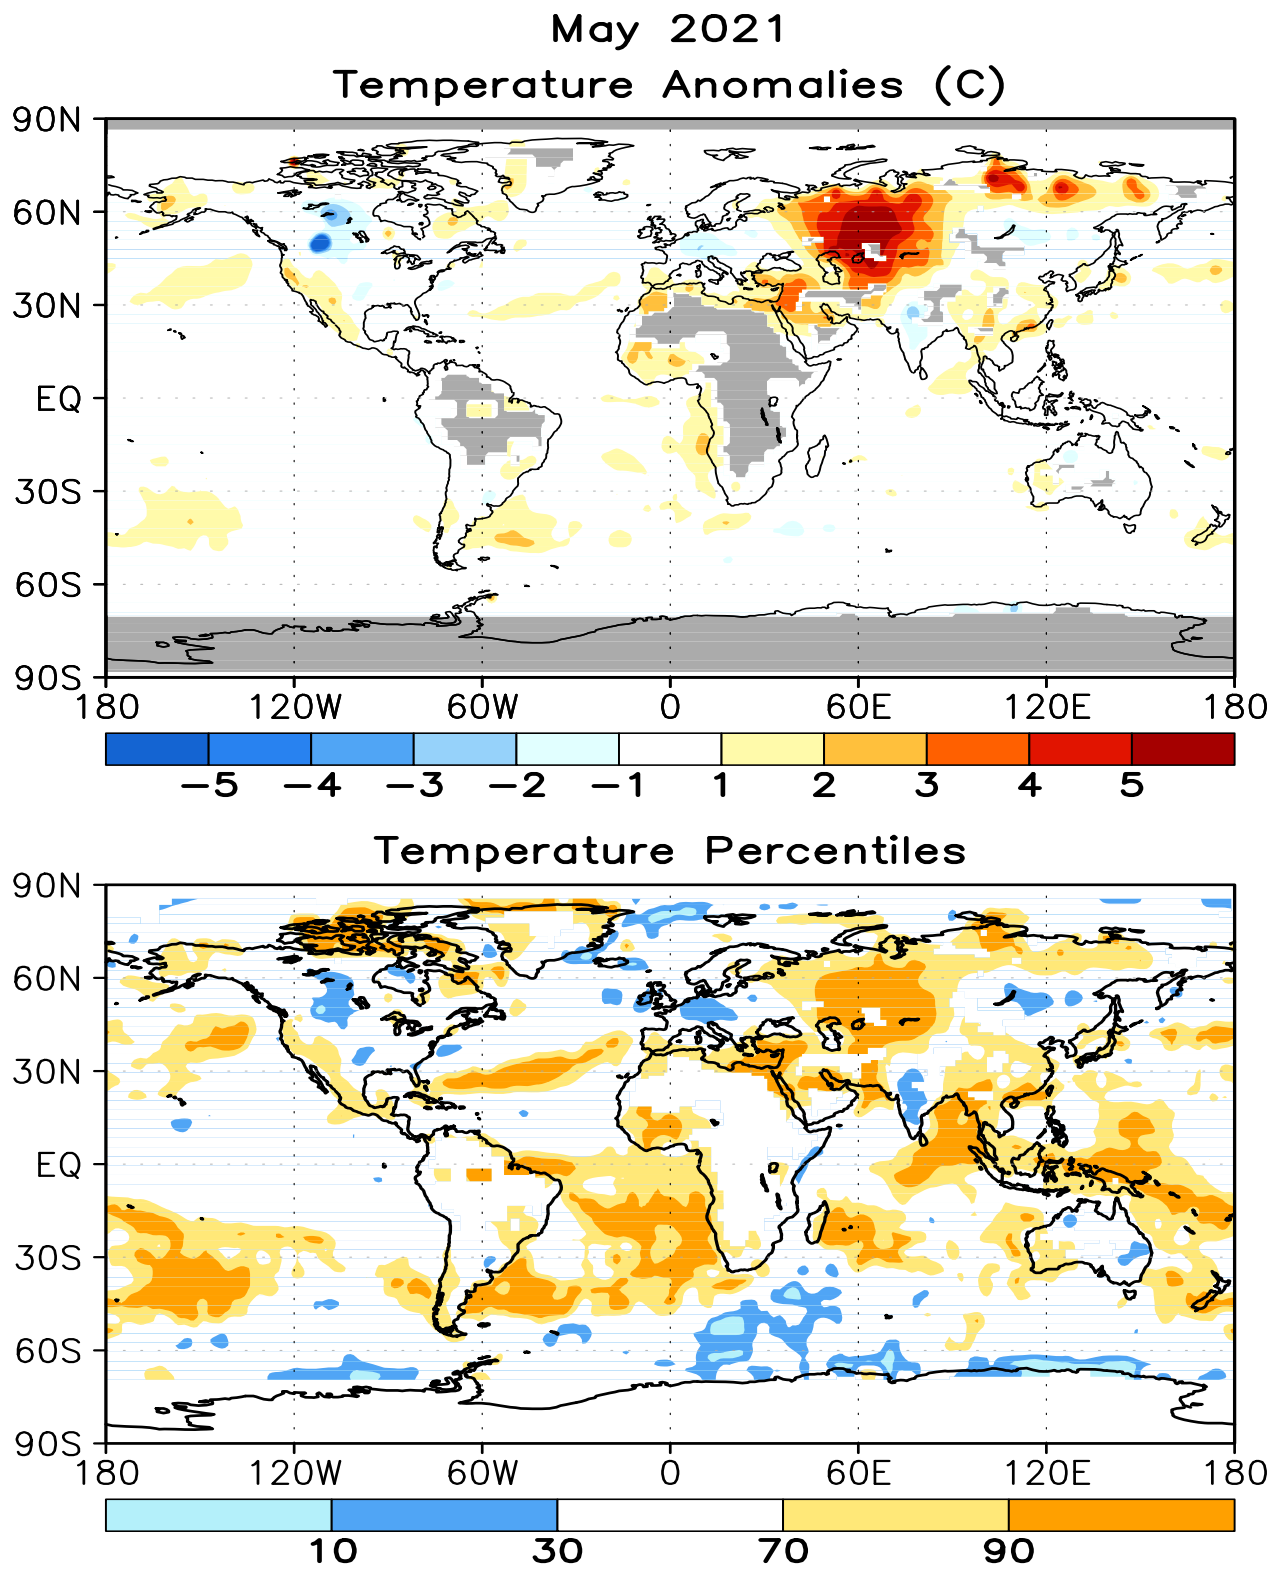 May 2021
Temperature Anomalies (C)
90N
60N
30N
EQ
30S
60S
90S
180 120W 60W 0 60E 120E 180
−5 −4 −3 −2 −1 1 2 3 4 5
Temperature Percentiles
90N
60N
30N
EQ
30S
60S
90S
180 120W 60W 0 60E 120E 180
10 30 70 90